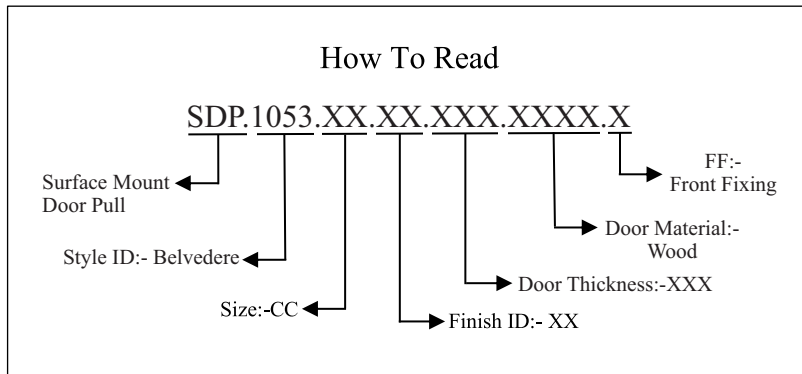 How To Read
SDP.1053.XX.XX.XXX.XXXX.X
FF:-
Front Fixing
Surface Mount
Door Pull
Door Material:-
Wood
Style ID:- Belvedere
Door Thickness:-XXX
Size:-CC
Finish ID:- XX